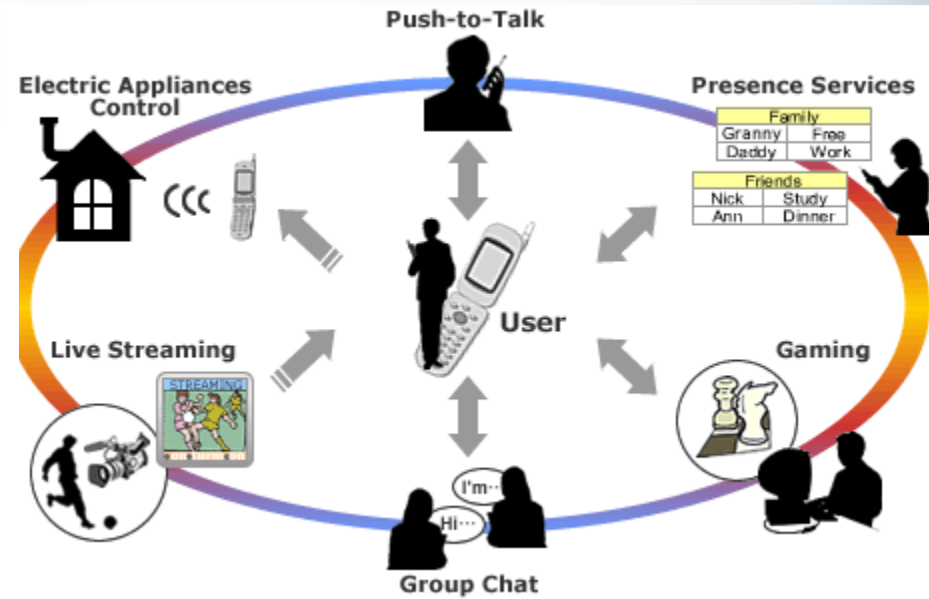 Push-to-Talk
Electric Appliances
Control
Presence Services
Family
Granny Free
Daddy Work
Friends
Nick Study
Ann Dinner
User
Live Streaming
STREAMING
Gaming
I'm···
Hi···
Group Chat